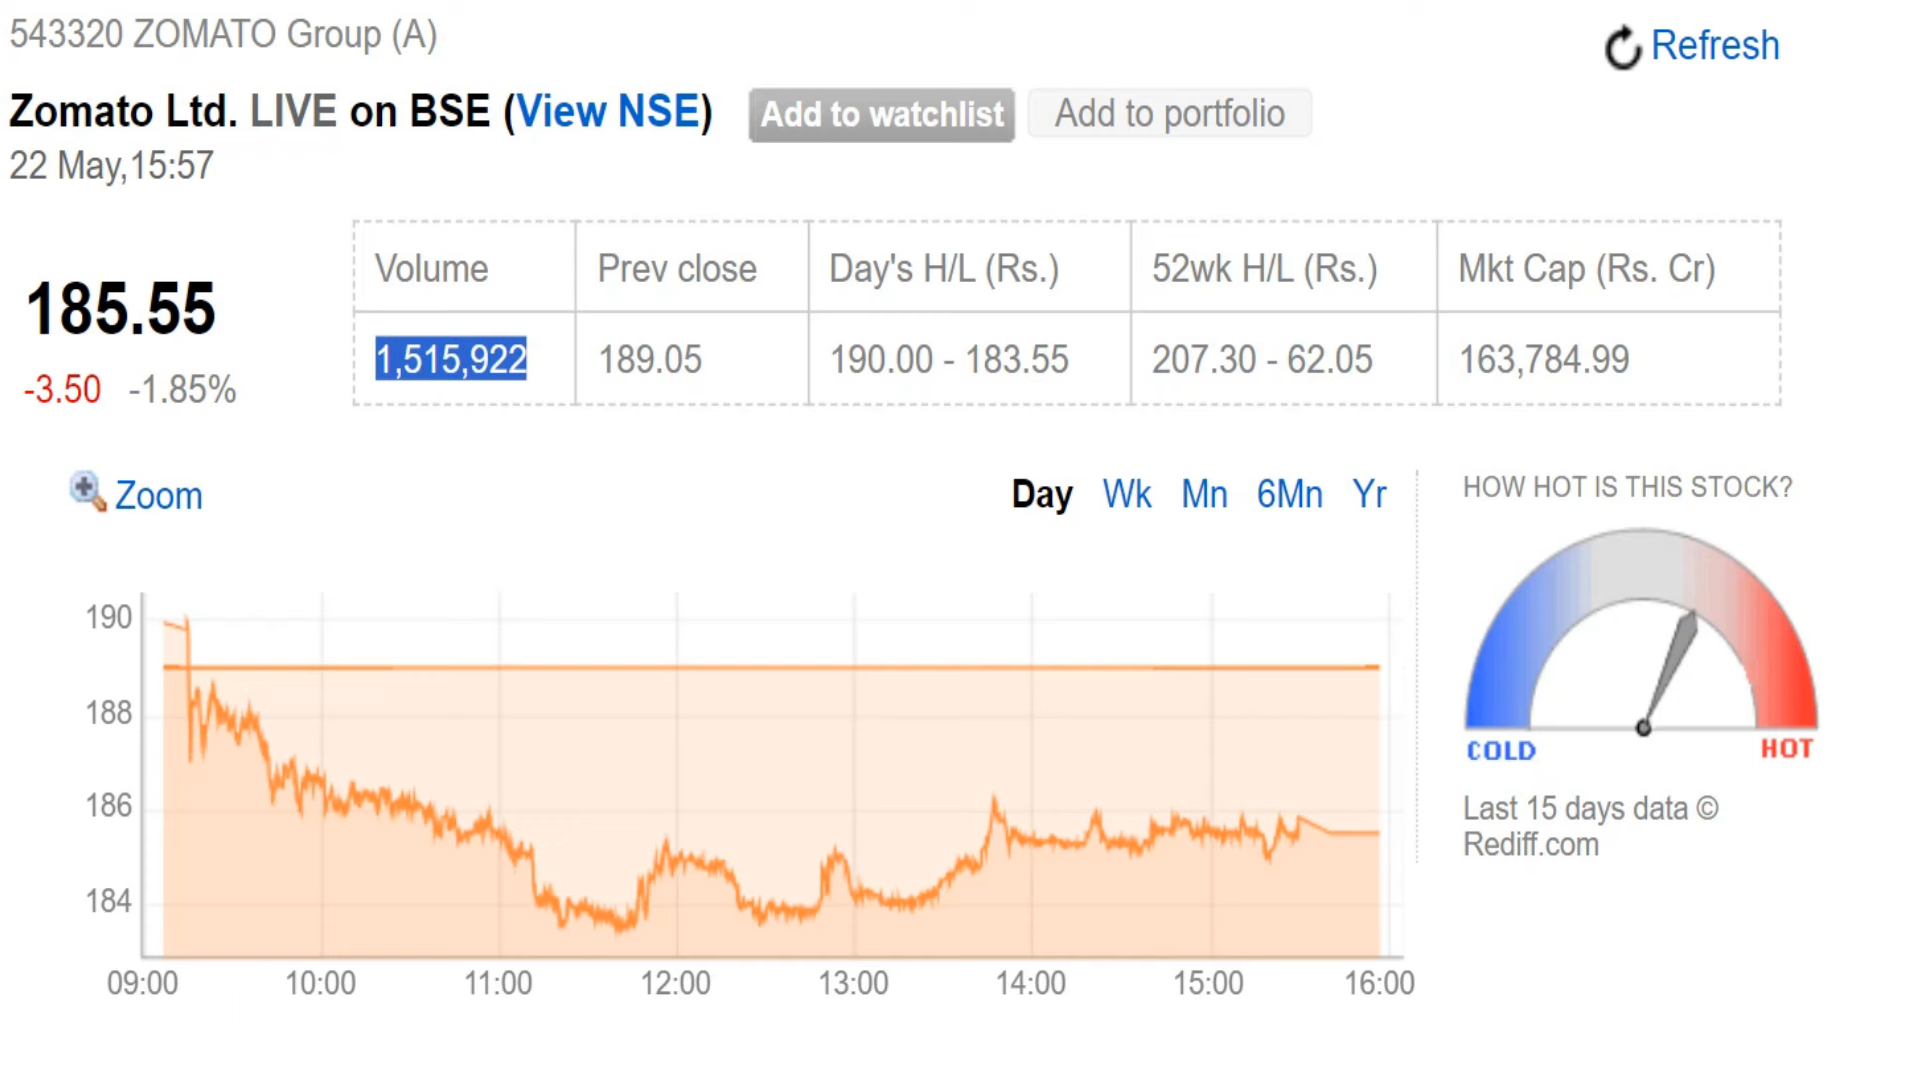 543320 ZOMATO Group (A)
Refresh
Zomato Ltd. LIVE on BSE (View NSE)
Add to watchlist
Add to portfolio
22 May,15:57
Volume
Prev close
Day's H/L (Rs.)
52wk H/L (Rs.)
Mkt Cap (Rs. Cr)
185.55
1,515,922
189.05
190.00 - 183.55
207.30 - 62.05
163,784.99
-3.50 -1.85%
Zoom
Day Wk Mn 6Mn Yr
HOW HOT IS THIS STOCK?
190
188
186
184
09:00 10:00 11:00 12:00 13:00 14:00 15:00 16:00
COLD
HOT
Last 15 days data ©
Rediff.com